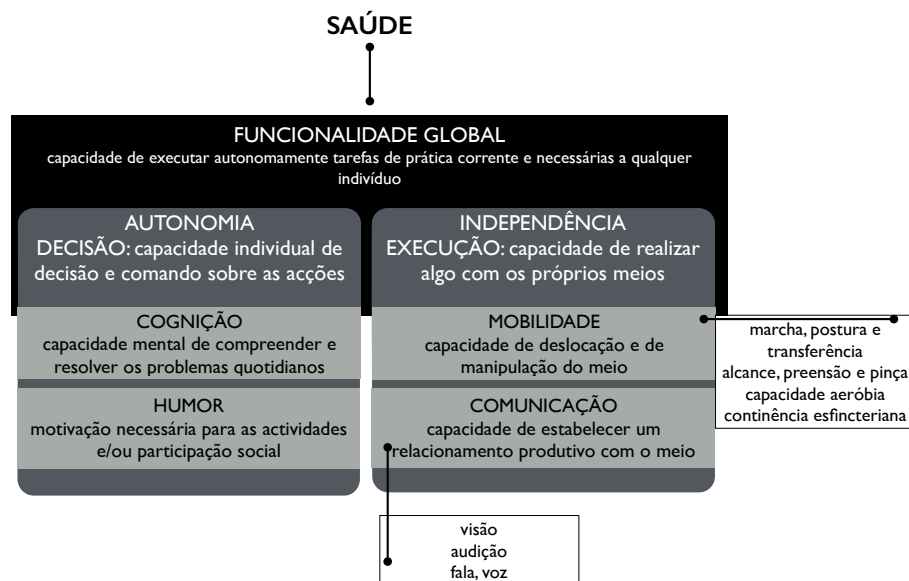 SAÚDE
FUNCIONALIDADE GLOBAL
capacidade de executar autonomamente tarefas de prática corrente e necessárias a qualquer
indivíduo
AUTONOMIA
DECISÃO: capacidade individual de
decisão e comando sobre as acções
COGNIÇÃO
capacidade mental de compreender e
resolver os problemas quotidianos
HUMOR
motivação necessária para as actividades
e/ou participação social
INDEPENDÊNCIA
EXECUÇÃO: capacidade de realizar
algo com os próprios meios
MOBILIDADE
capacidade de deslocação e de
manipulação do meio
COMUNICAÇÃO
capacidade de estabelecer um
relacionamento produtivo com o meio
marcha, postura e
transferência
alcance, preensão e pinça
capacidade aeróbia
continência esfincteriana
visão
audição
fala, voz